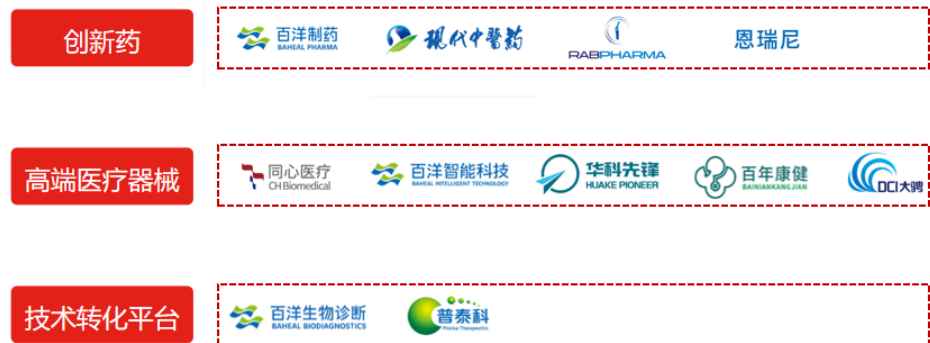 创新药
百洋制药
BAHEAL PHARMA
现代中医药
RABPHARMA
恩瑞尼
高端医疗器械
同心医疗
CH Biomedical
百洋智能科技
BAHEAL INTELLIGENT TECHNOLOGY
华科先锋
HUAKE PIONEER
百年康健
BAINIANKANGJIAN
DCI大骋
技术转化平台
百洋生物诊断
BAHEAL BIODIAGNOSTICS
普泰科